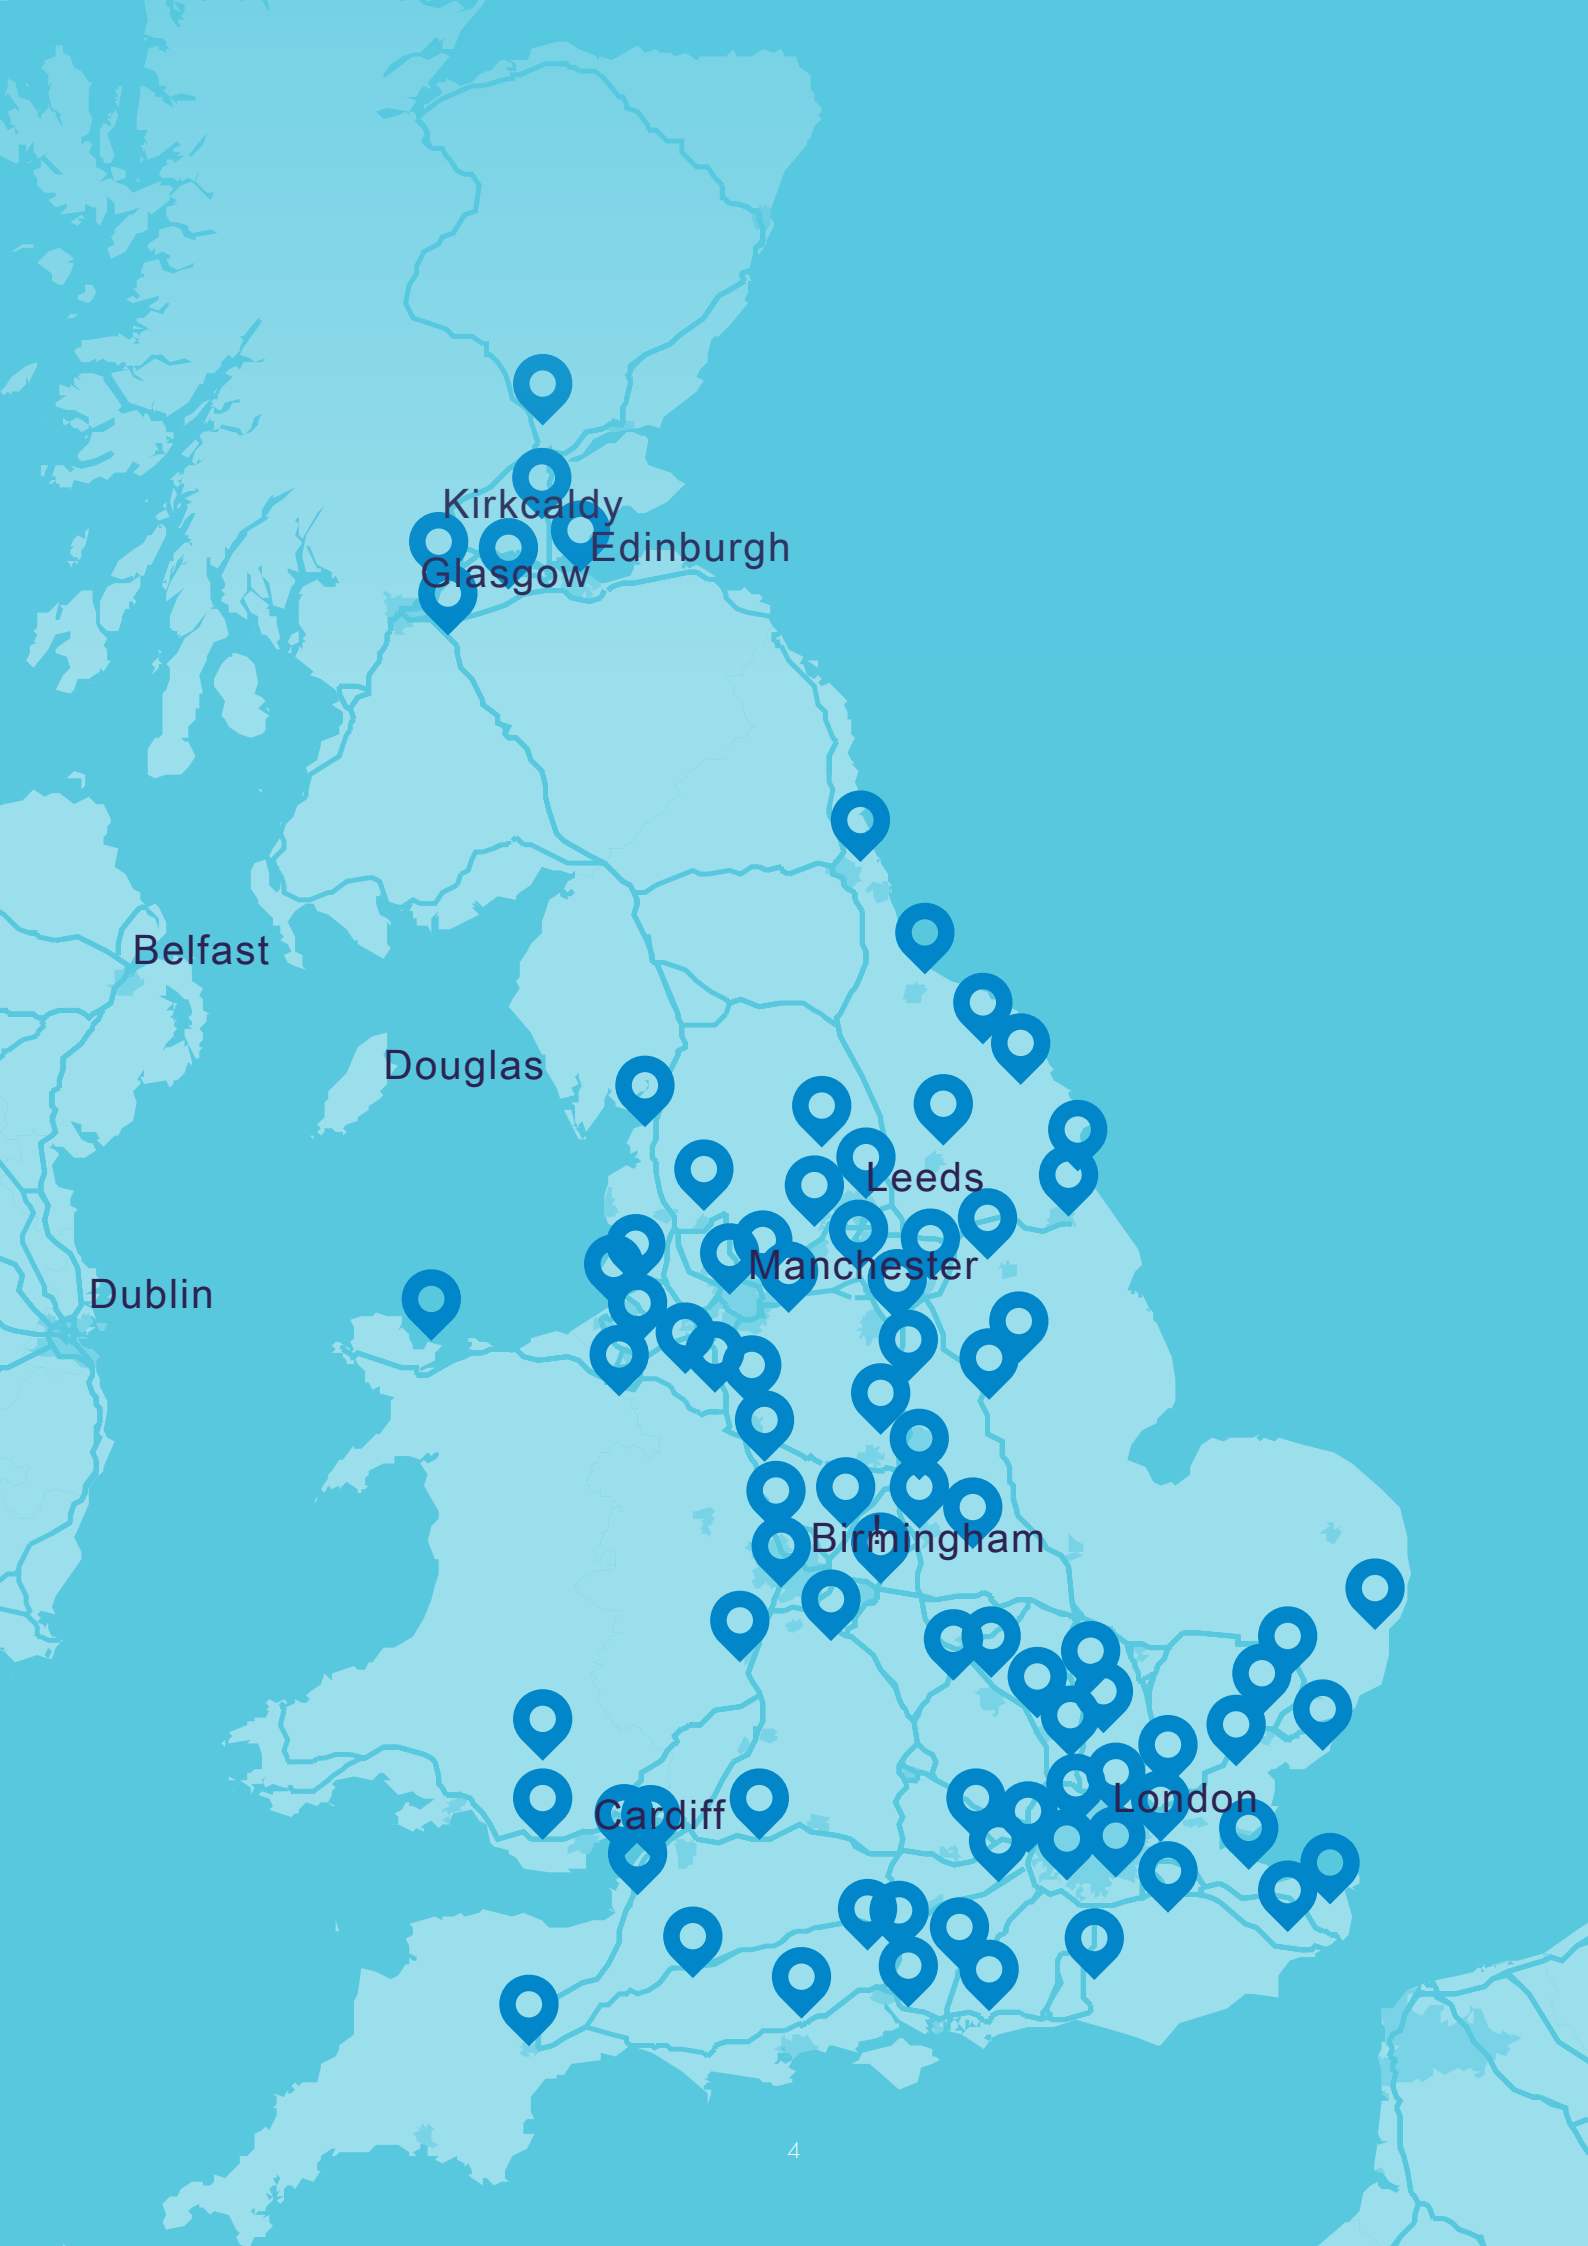 Kirkcaldy
Edinburgh
Glasgow
Belfast
Douglas
Leeds
Manchester
Dublin
!
Birmingham
London
Cardiff
4